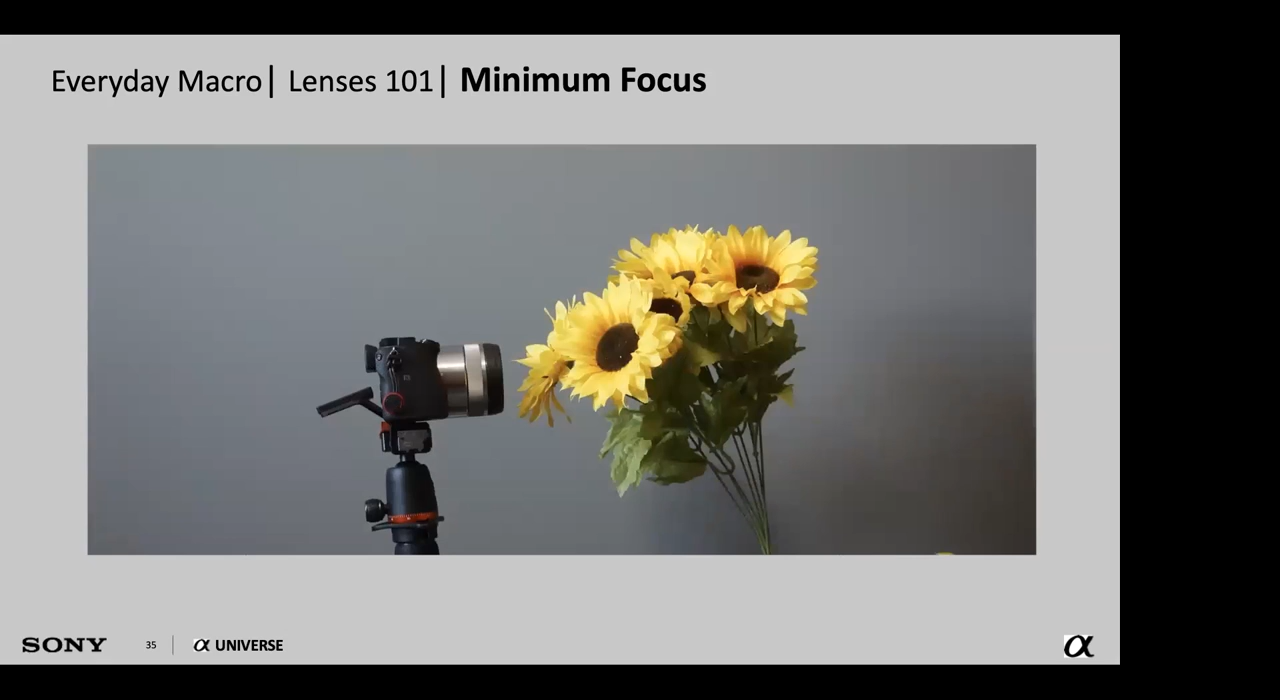 Everyday Macro| Lenses 101| Minimum Focus
SONY 35 | α UNIVERSE
α